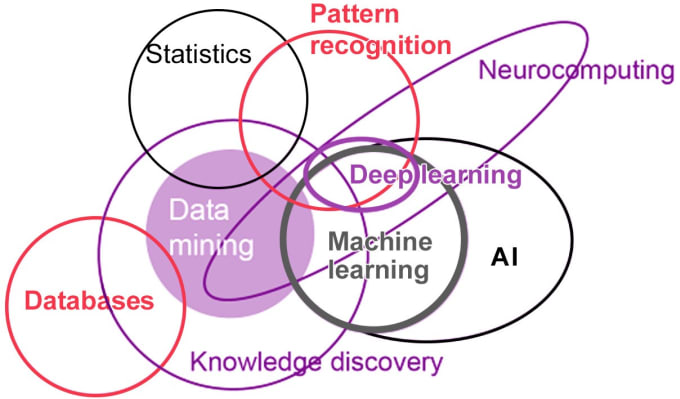 Pattern
recognition
Statistics
Neurocomputing
Deep learning
Data
mining
Machine
learning
AI
Databases
Knowledge discovery